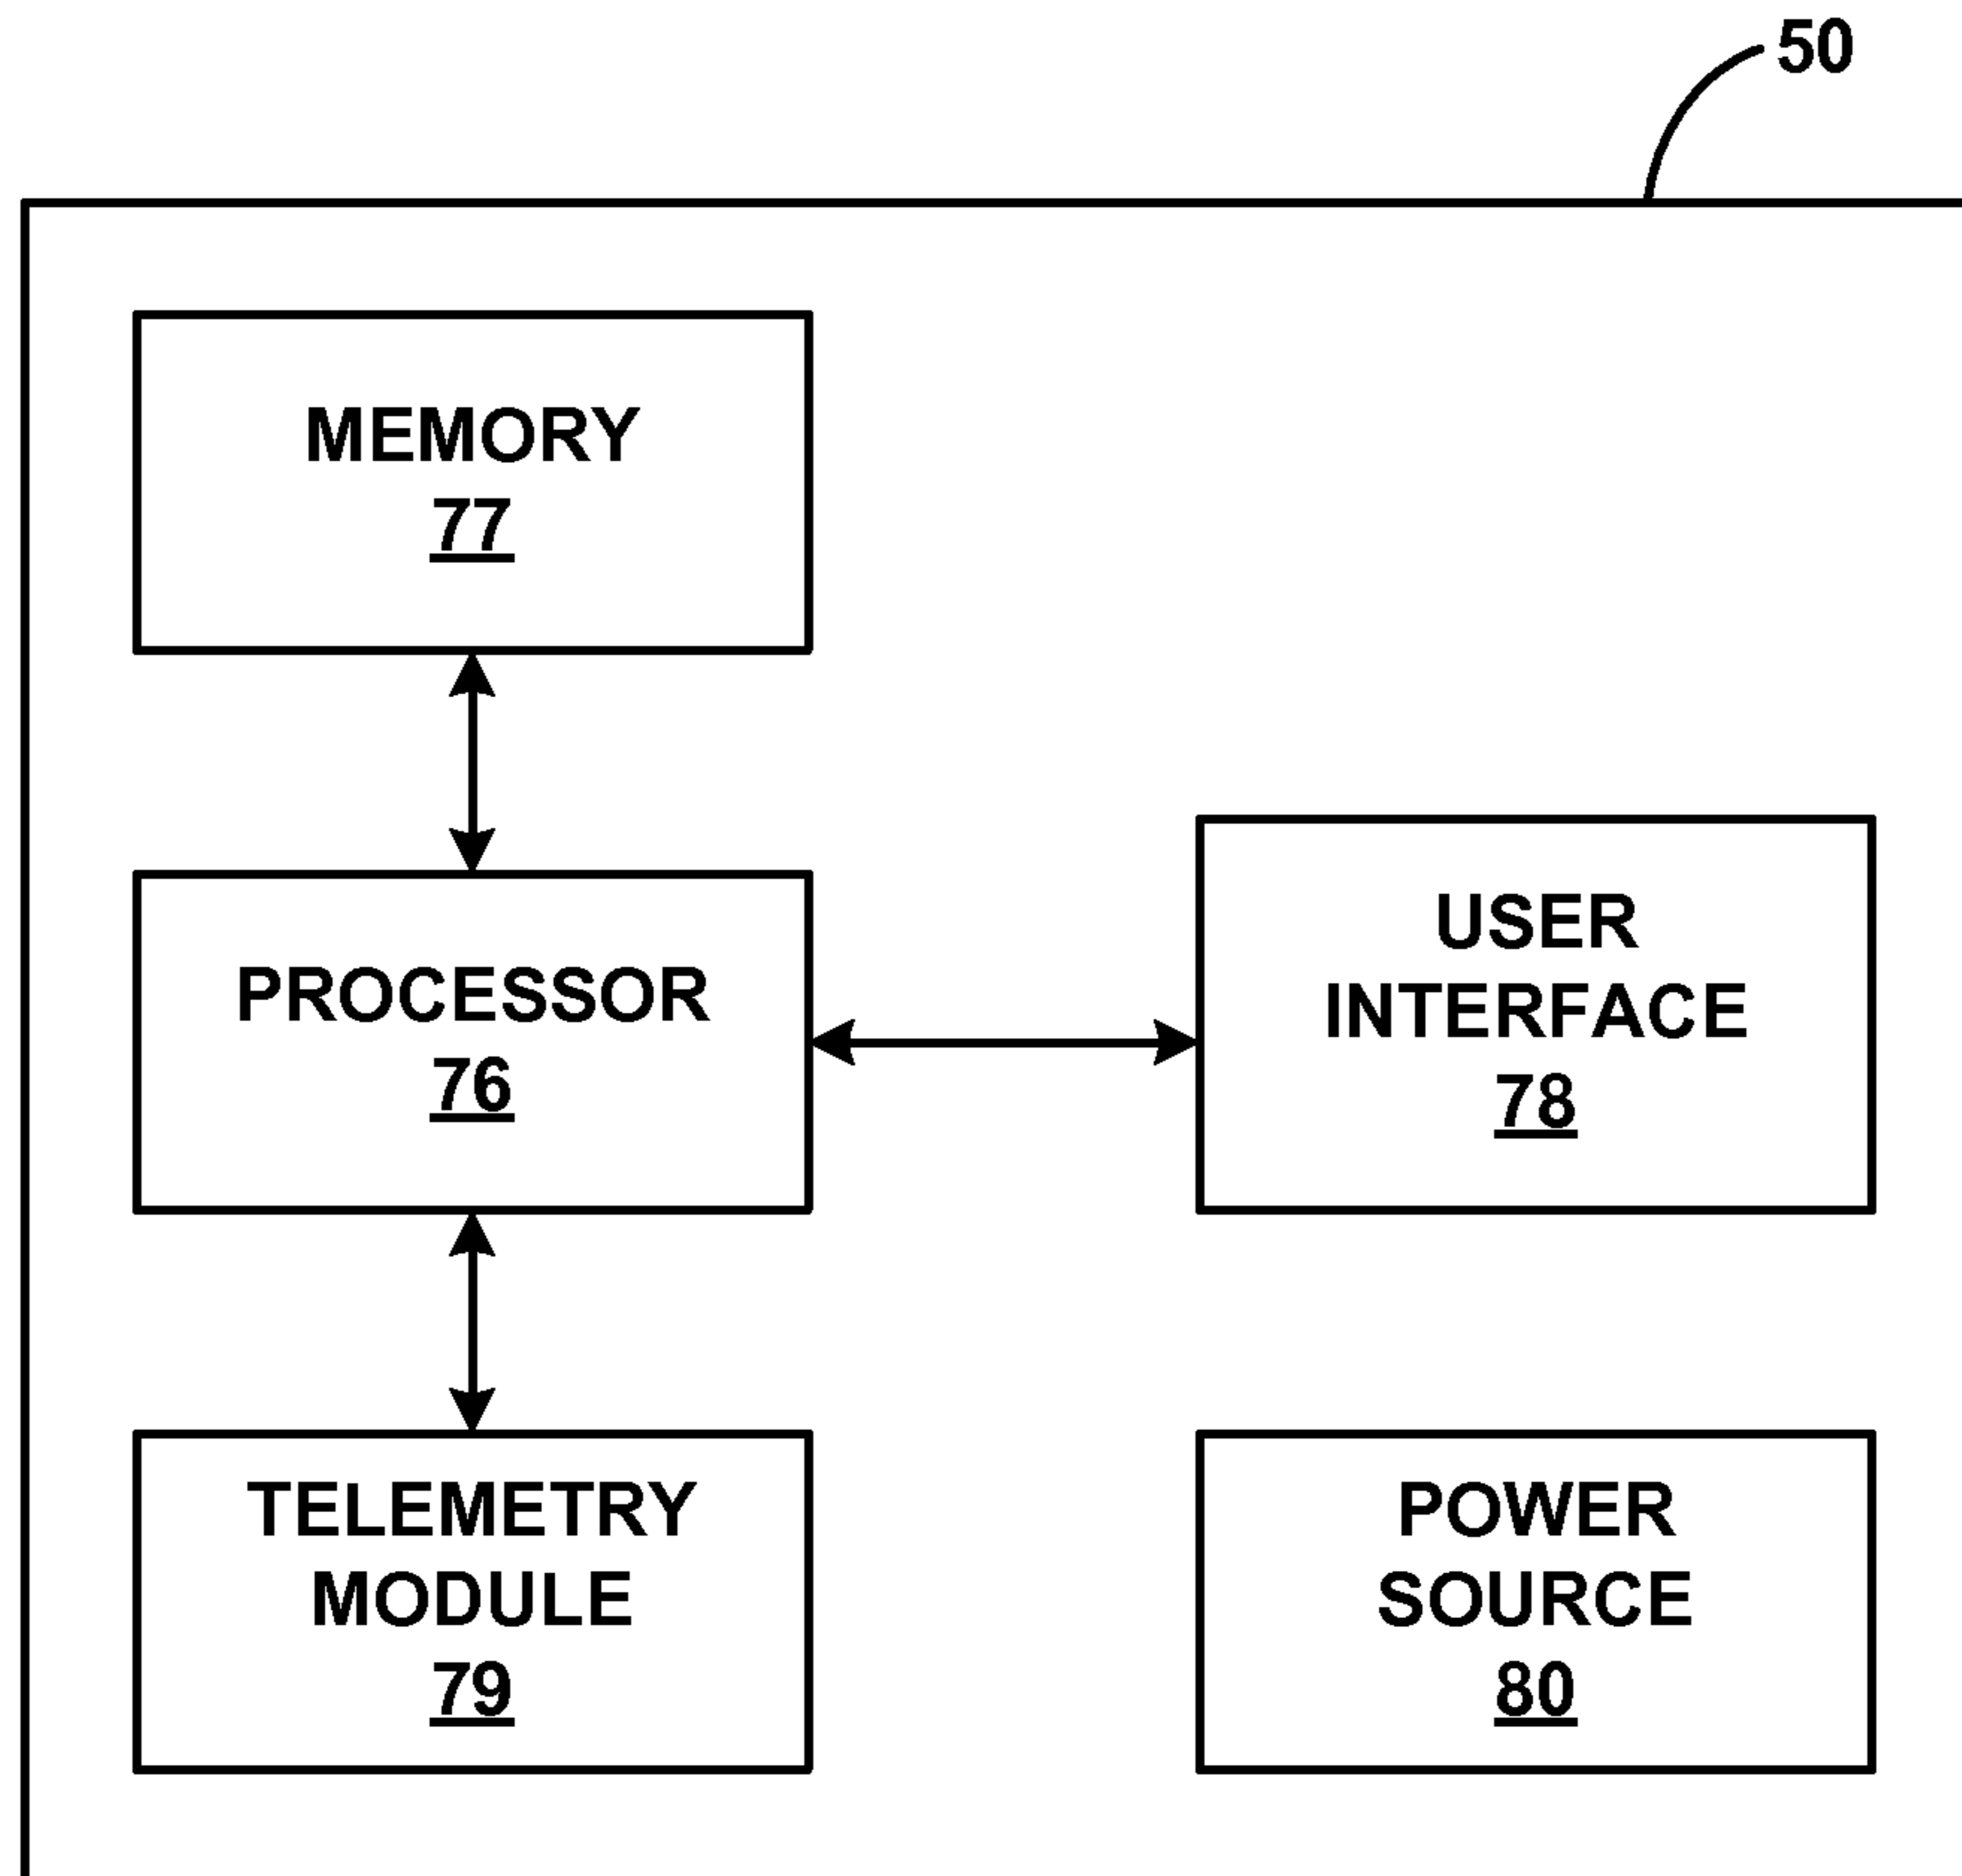 50
MEMORY
77
PROCESSOR
76
USER
INTERFACE
78
TELEMETRY
MODULE
79
POWER
SOURCE
80